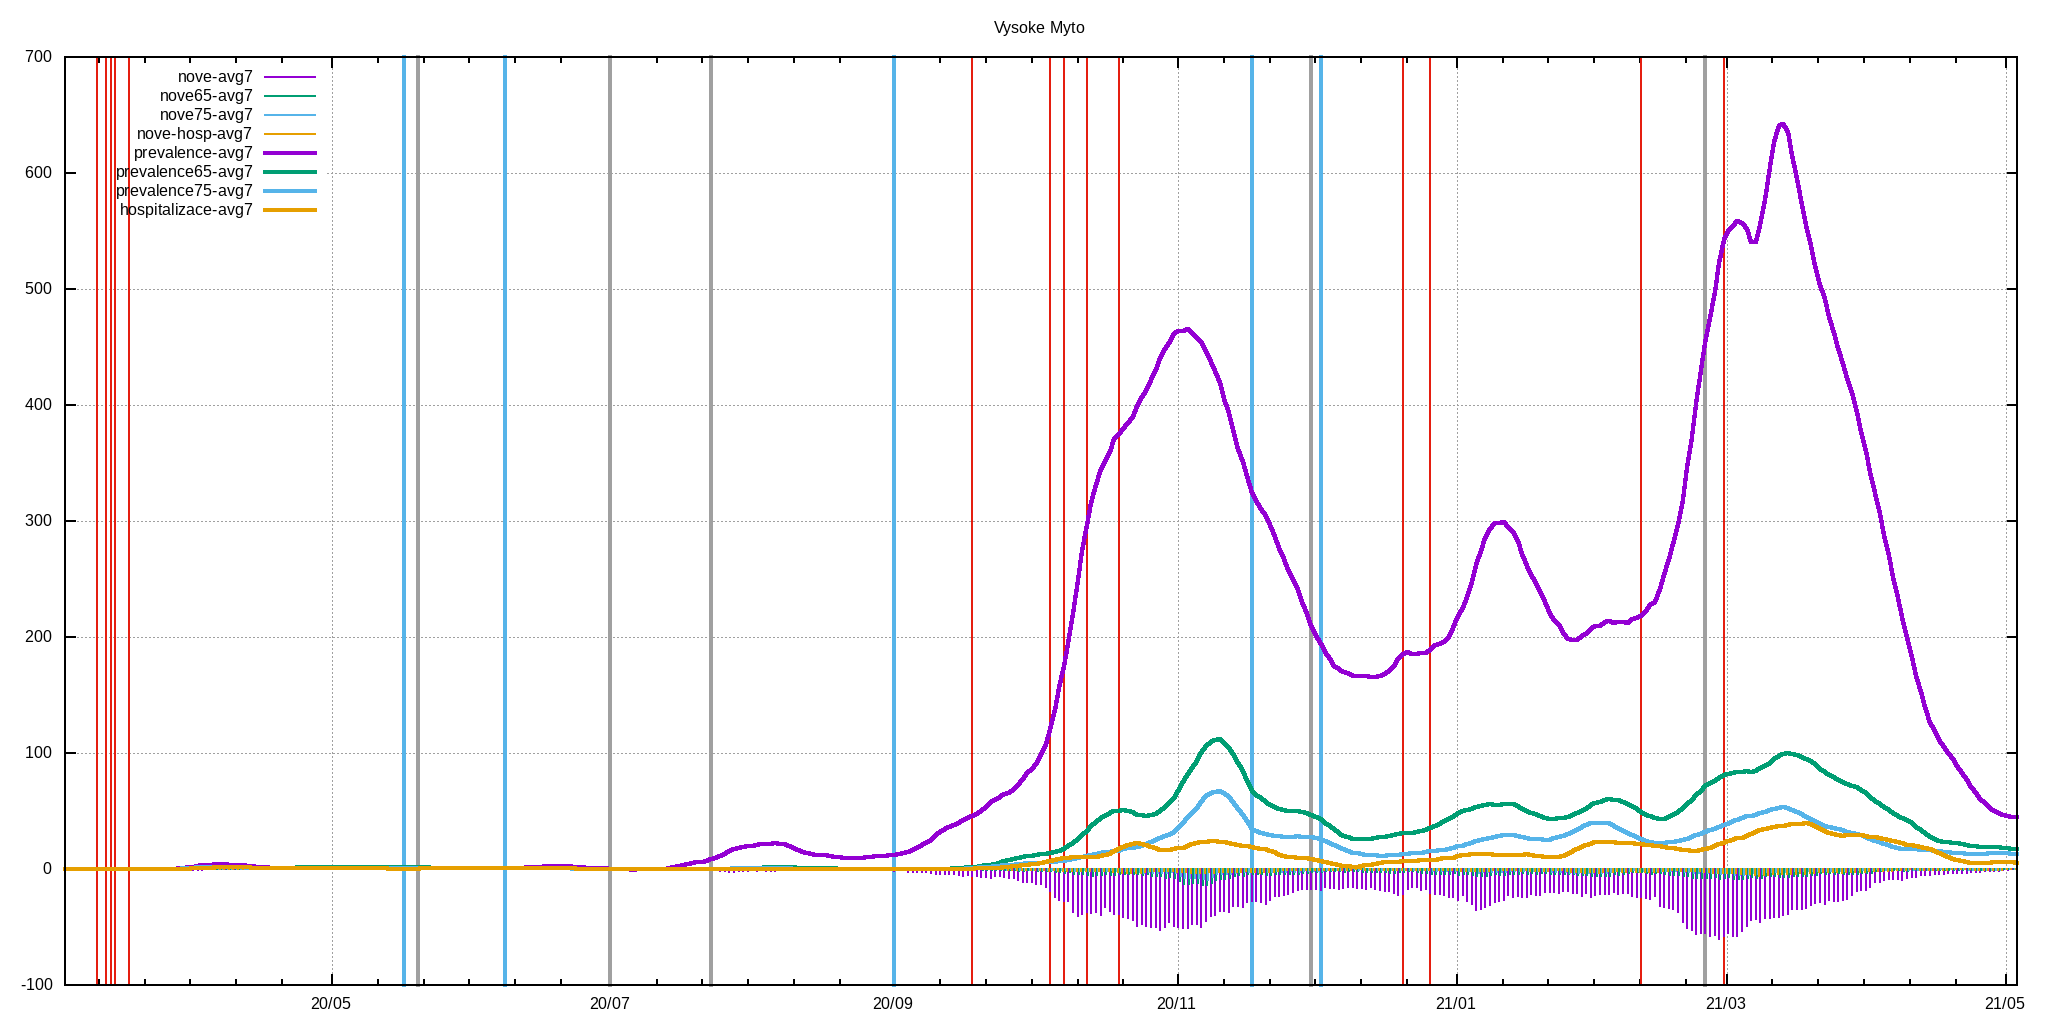 Vysoke Myto
700
600
500
400
300
200
100
0
-100
nove-avg7
nove65-avg7
nove75-avg7
nove-hosp-avg7
prevalence-avg7
prevalence65-avg7
prevalence75-avg7
hospitalizace-avg7
20/05 20/07 20/09 20/11 21/01 21/03 21/05